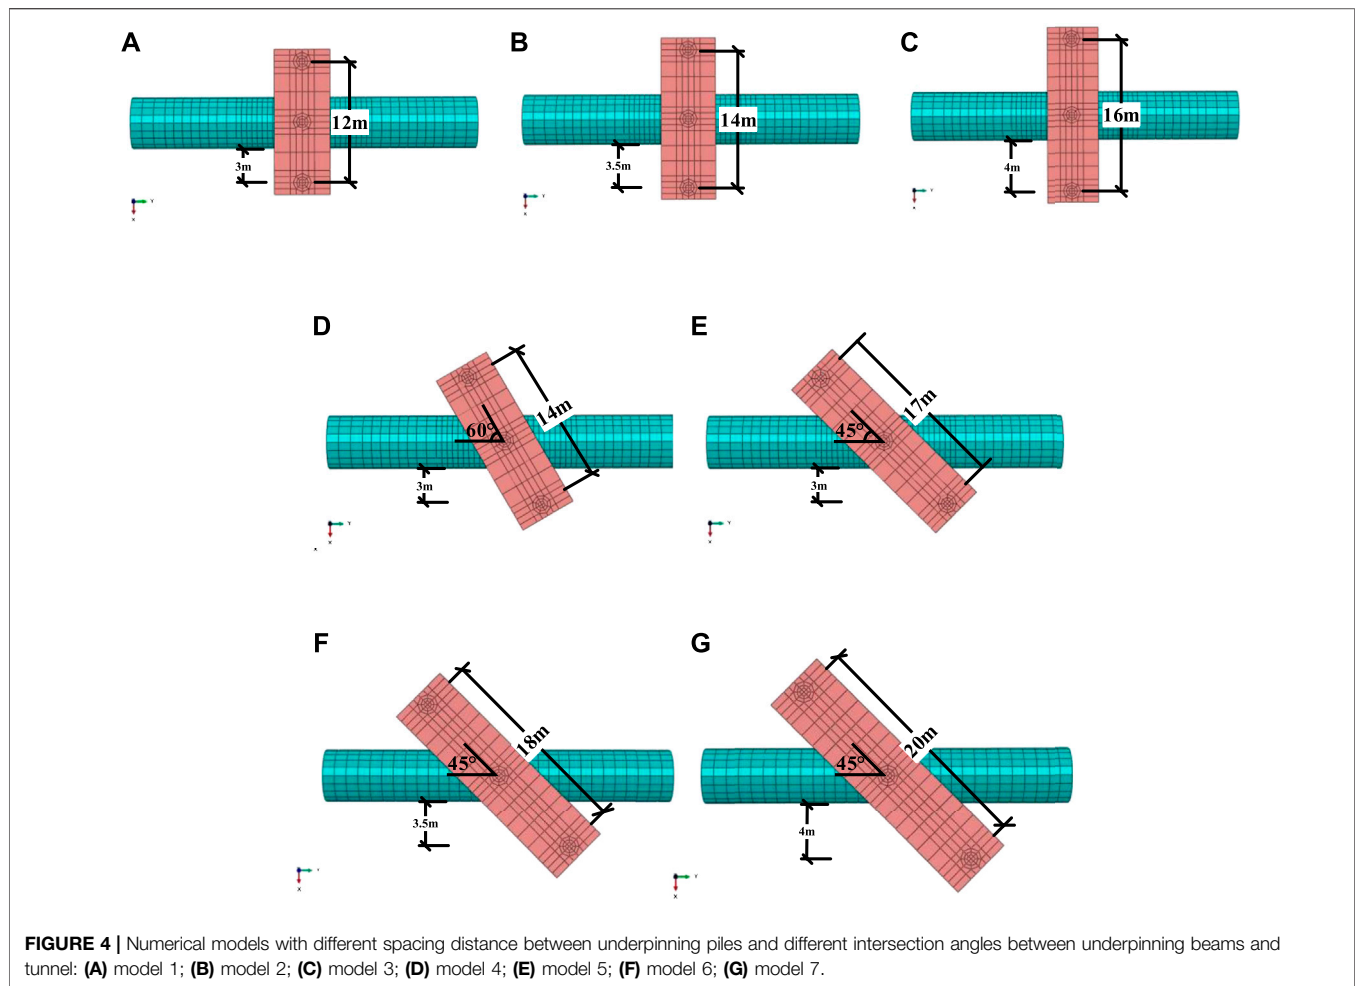 A
12m
3m
Y
X
B
14m
3.5m
Y
X
C
16m
4m
Y
X
D
60°
14m
3m
Y
X
X
E
45°
17m
3m
Y
X
F
45°
18m
3.5m
Y
X
G
45°
20m
4m
Y
X
FIGURE 4 | Numerical models with different spacing distance between underpinning piles and different intersection angles between underpinning beams and
tunnel: (A) model 1; (B) model 2; (C) model 3; (D) model 4; (E) model 5; (F) model 6; (G) model 7.